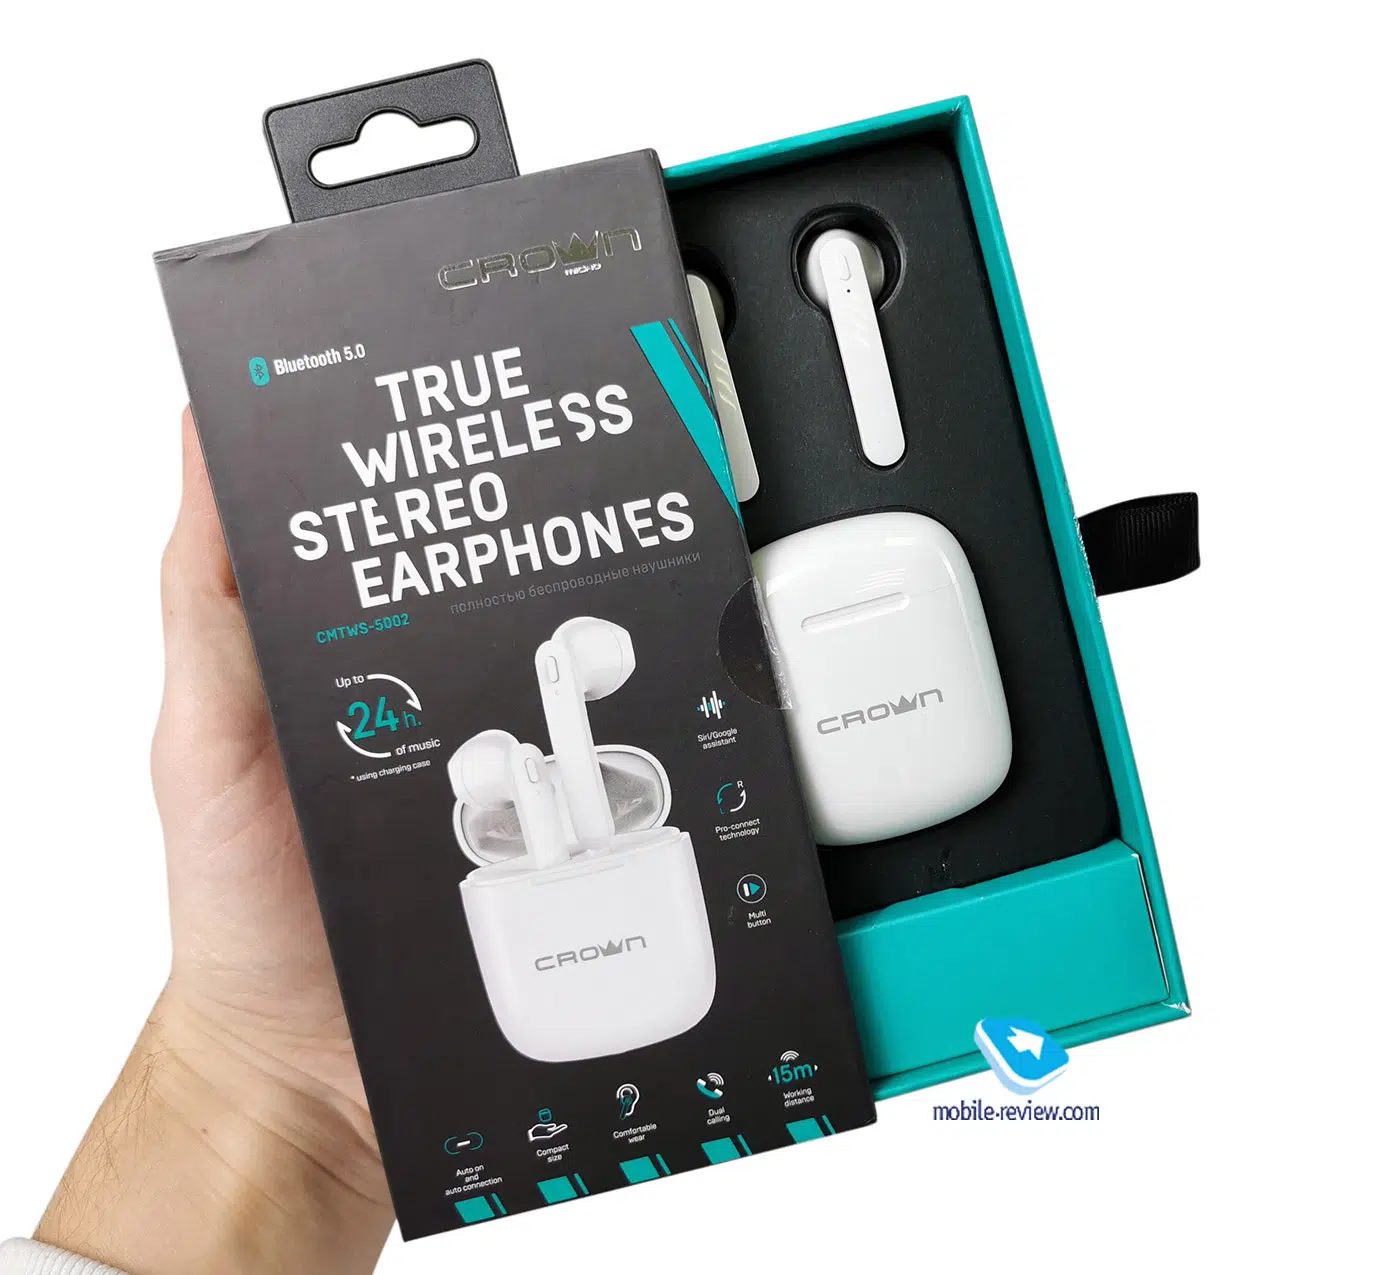 CROWN
MICRO
Bluetooth 5.0
TRUE
WIRELESS
STEREO
EARPHONES
полностью беспроводные наушники
CMTWS-5002
Up to
24h.
of music
* using charging case
Siri/Google
assistant
R
Pro-connect
technology
Multi
button
CROWN
CROWN
Auto on
and
auto connection
Compact
size
Comfortable
wear
Dual
calling
15m
Working
distance
mobile-review.com